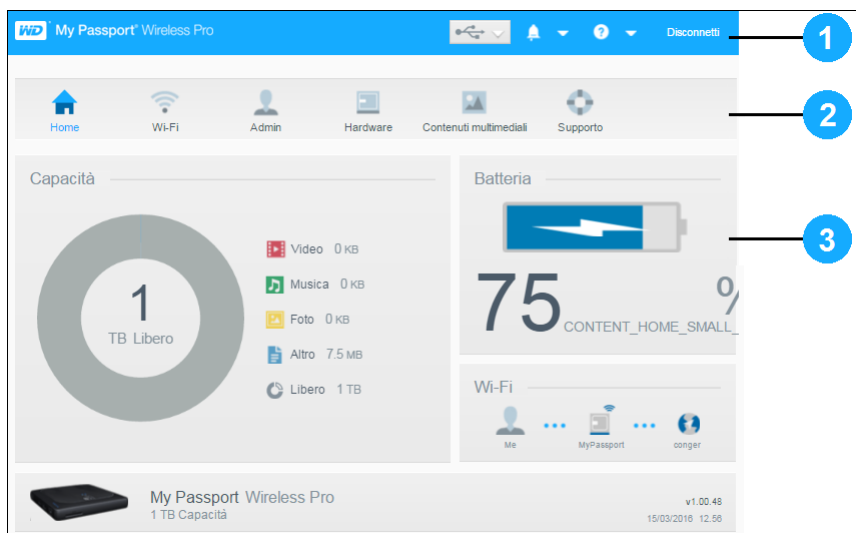 WD My Passport® Wireless Pro
? Disconnetti
1
Home Wi-Fi Admin Hardware Contenuti multimediali Supporto
2
Capacità
1
TB Libero
Video 0 KB
Musica 0 KB
Foto 0 KB
Altro 7.5 MB
Libero 1 TB
Batteria
3
75 %
CONTENT_HOME_SMALL_
Wi-Fi
Me MyPassport conger
My Passport Wireless Pro
1 TB Capacità
v1.00.48
15/03/2016 12.56